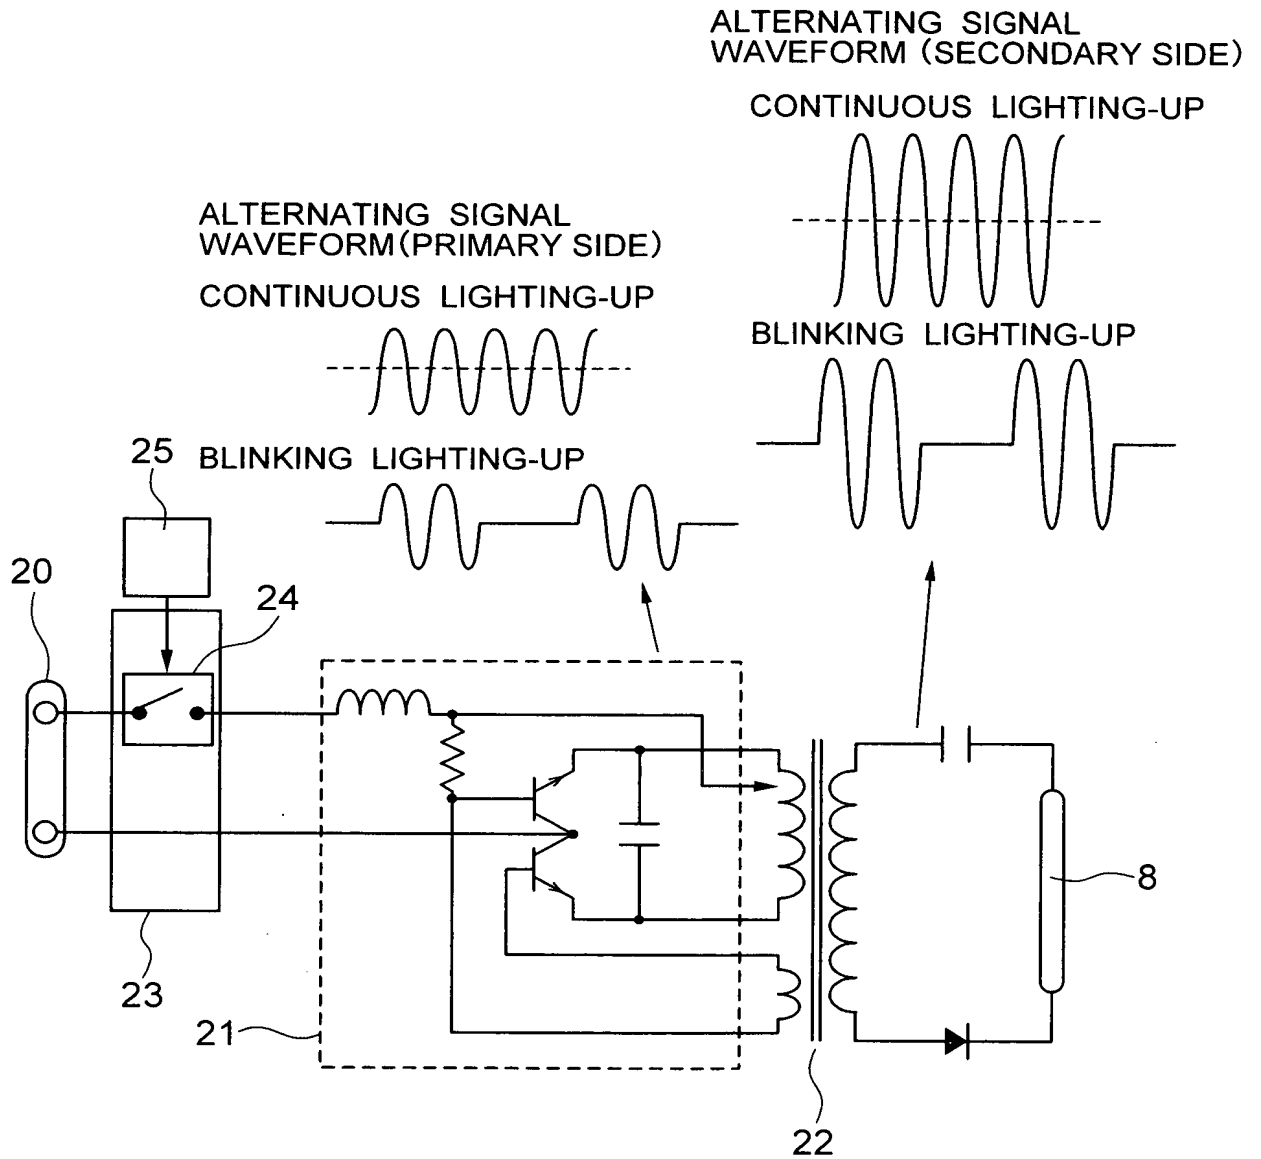 ALTERNATING SIGNAL
WAVEFORM (SECONDARY SIDE)
CONTINUOUS LIGHTING-UP
ALTERNATING SIGNAL
WAVEFORM (PRIMARY SIDE)
CONTINUOUS LIGHTING-UP
BLINKING LIGHTING-UP
BLINKING LIGHTING-UP
25
20
24
8
23
21
22